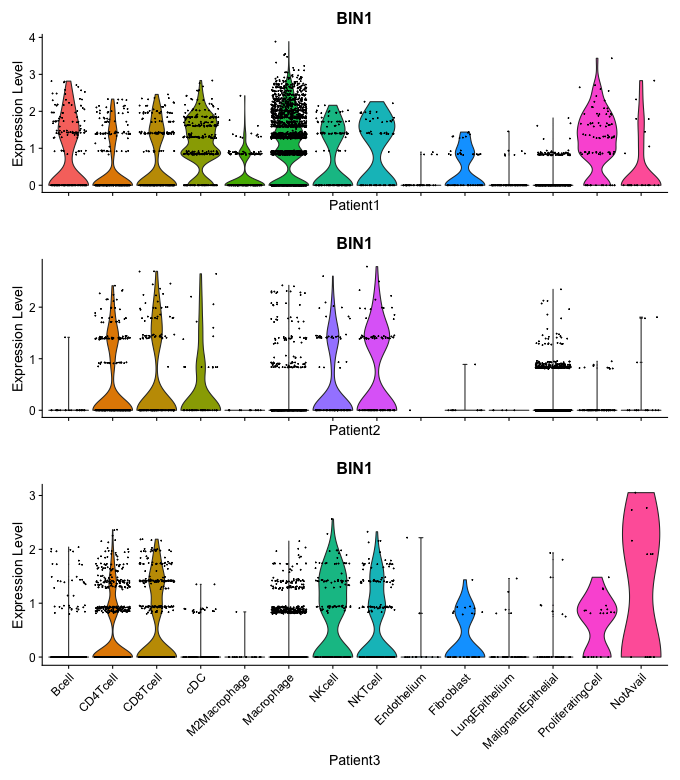 BIN1
Expression Level
4
3
2
1
0
Patient1
BIN1
Expression Level
2
1
0
Patient2
BIN1
Expression Level
3
2
1
0
Bcell
CD4Tcell
CD8Tcell
cDC
M2Macrophage
Macrophage
NKcell
NKTcell
Endothelium
Fibroblast
LungEpithelium
MalignantEpithelial
ProliferatingCell
NotAvail
Patient3